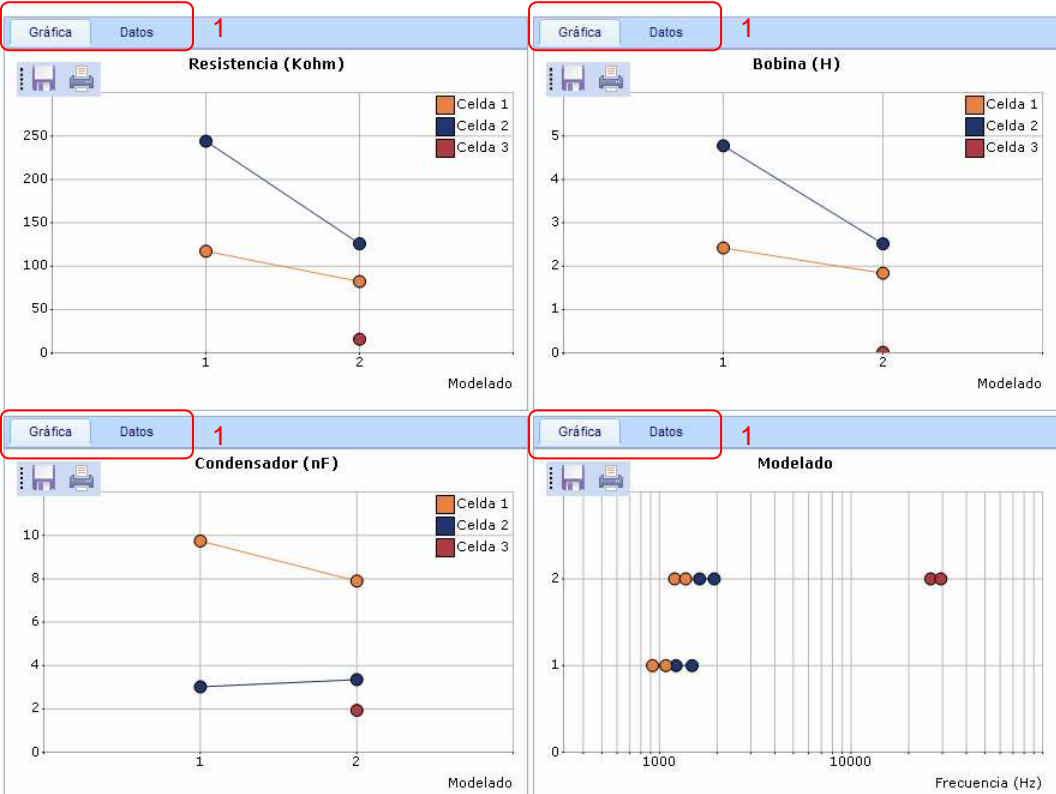 Gráfica Datos 1
Resistencia (Kohm)
Celda 1
Celda 2
Celda 3
250
200
150
100
50
0
1 2
Modelado
Gráfica Datos 1
Bobina (H)
Celda 1
Celda 2
Celda 3
5
4
3
2
1
0
1 2
Modelado
Gráfica Datos 1
Condensador (nF)
Celda 1
Celda 2
Celda 3
10
8
6
4
2
0
1 2
Modelado
Gráfica Datos 1
Modelado
2
1
0
1000 10000
Frecuencia (Hz)